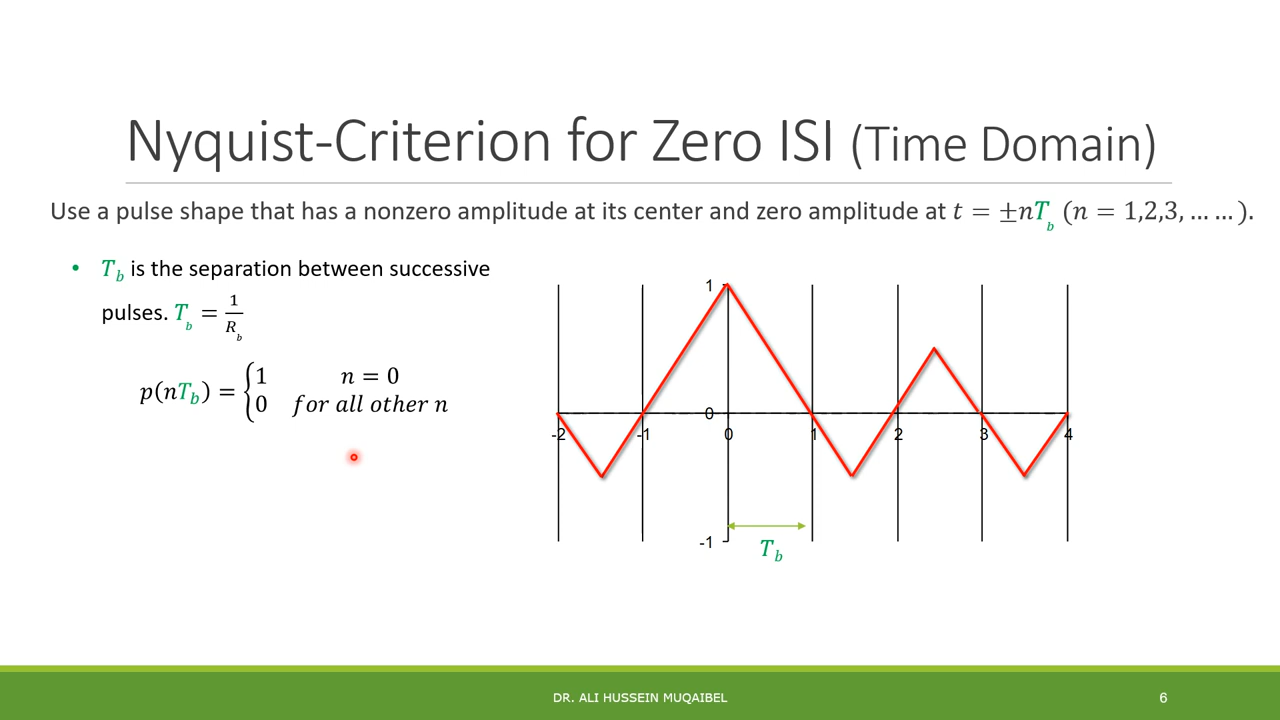 Nyquist-Criterion for Zero ISI (Time Domain)
Use a pulse shape that has a nonzero amplitude at its center and zero amplitude at t = ±nT_b (n = 1,2,3, … … ).
• T_b is the separation between successive
pulses. T_b = 1/R_b
p(nT_b) = {1 n = 0
0 for all other n
1
0
-2 -1 0 1 2 3 4
-1
T_b
DR. ALI HUSSEIN MUQAIBEL
6